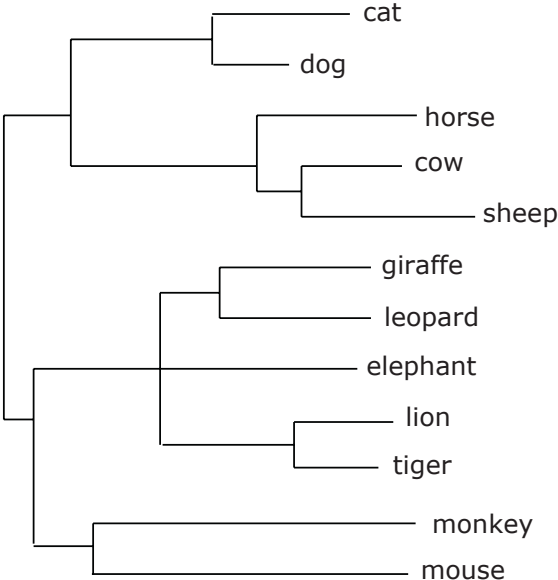 cat
dog
horse
cow
sheep
giraffe
leopard
elephant
lion
tiger
monkey
mouse